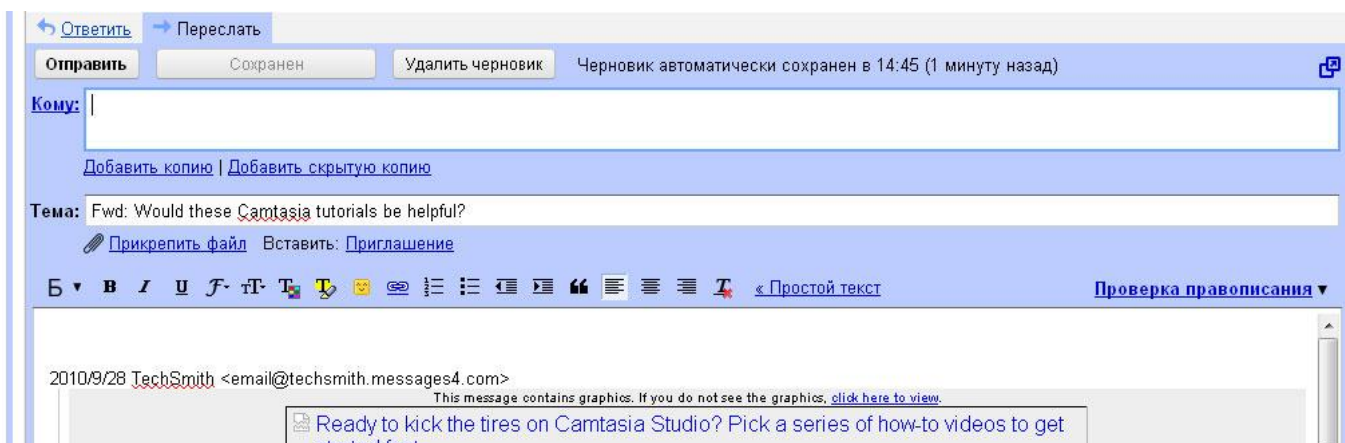 Ответить Переслать
Отправить Сохранен Удалить черновик Черновик автоматически сохранен в 14:45 (1 минуту назад)
Кому:
Добавить копию | Добавить скрытую копию
Тема: Fwd: Would these Camtasia tutorials be helpful?
Прикрепить файл Вставить: Приглашение
Б B I U F T T T « Простой текст Проверка правописания
2010/9/28 TechSmith <email@techsmith.messages4.com>
This message contains graphics. If you do not see the graphics, click here to view.
Ready to kick the tires on Camtasia Studio? Pick a series of how-to videos to get